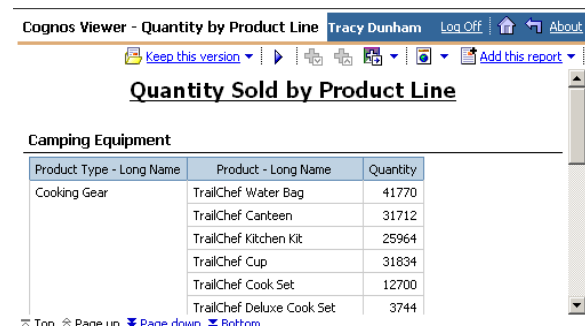 Cognos Viewer - Quantity by Product Line Tracy Dunham Log Off About
Keep this version Add this report
Quantity Sold by Product Line
Camping Equipment
Product Type - Long Name Product - Long Name Quantity
Cooking Gear TrailChef Water Bag 41770
TrailChef Canteen 31712
TrailChef Kitchen Kit 25964
TrailChef Cup 31834
TrailChef Cook Set 12700
TrailChef Deluxe Cook Set 3744
Top Page up Page down Bottom